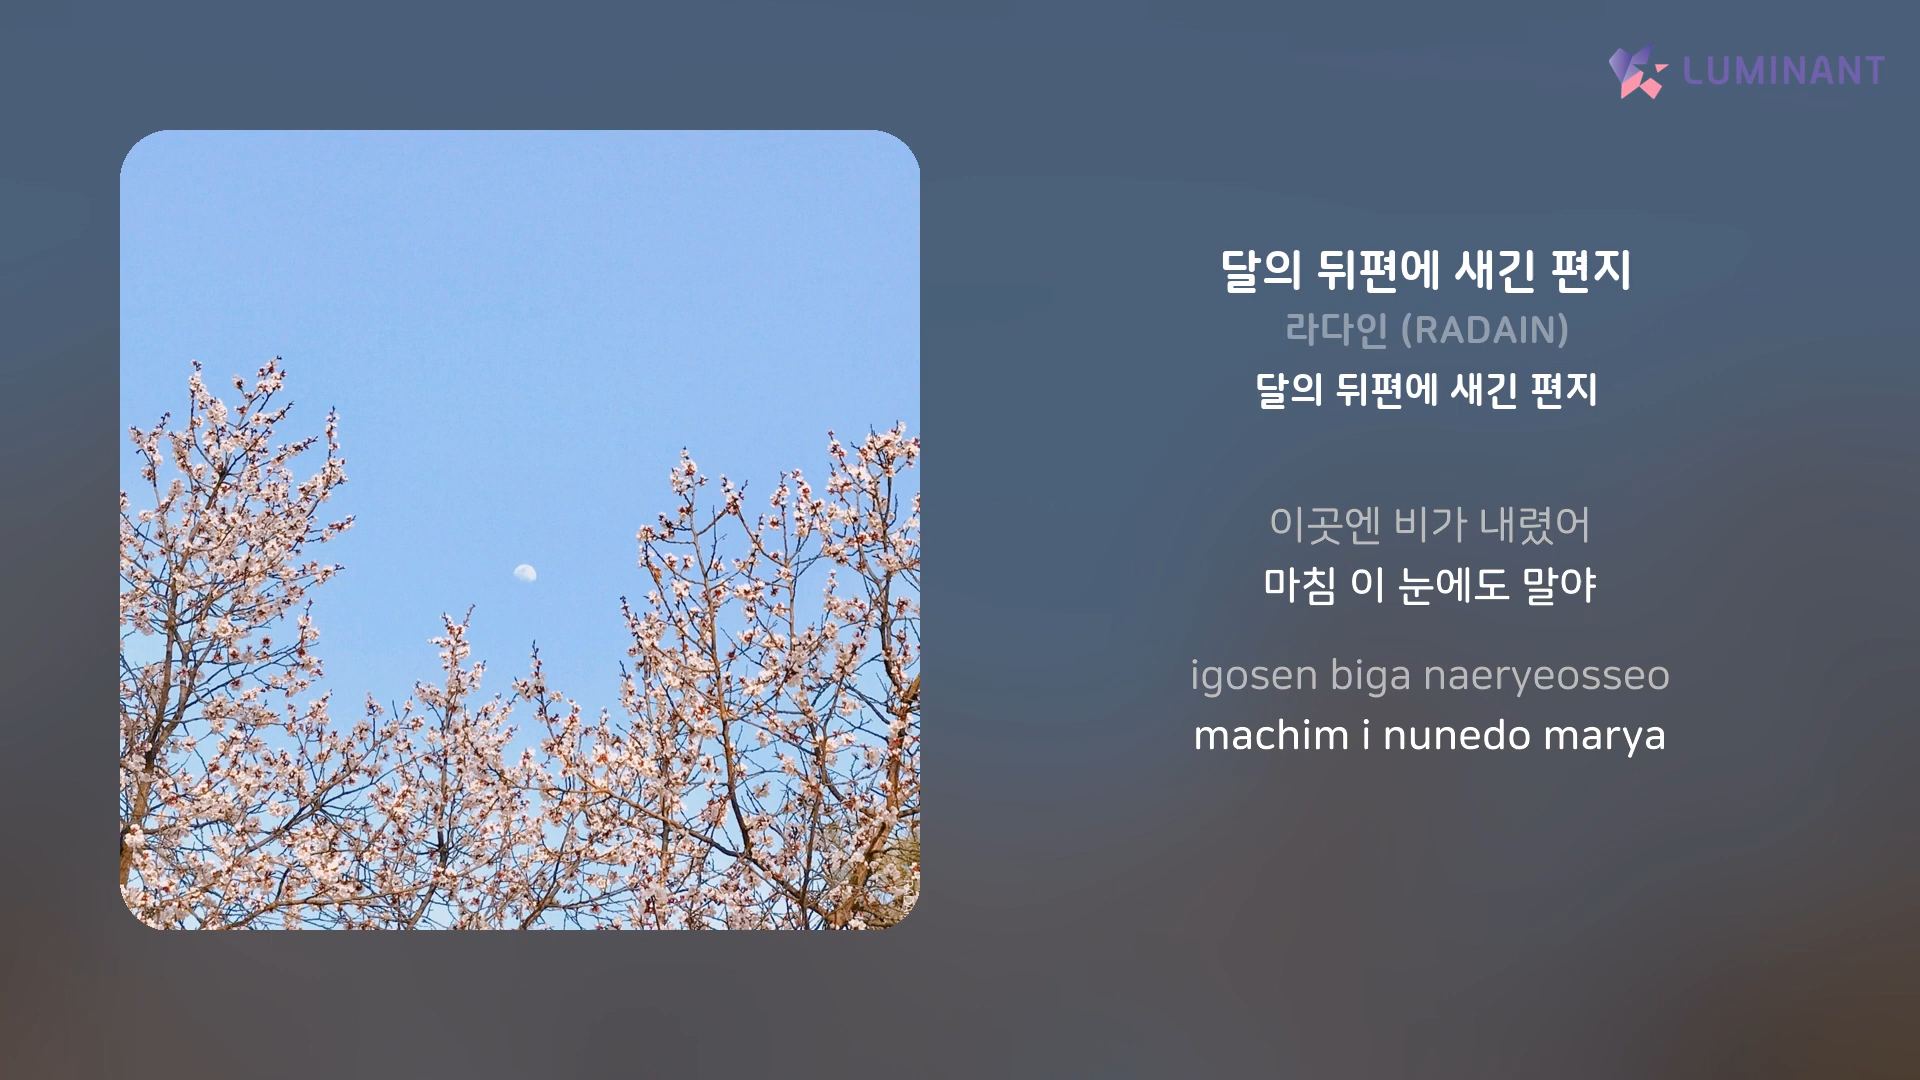 LUMINANT
달의 뒤편에 새긴 편지
라다인 (RADAIN)
달의 뒤편에 새긴 편지
이곳엔 비가 내렸어
마침 이 눈에도 말야
igosen biga naeryeosseo
machim i nunedo marya